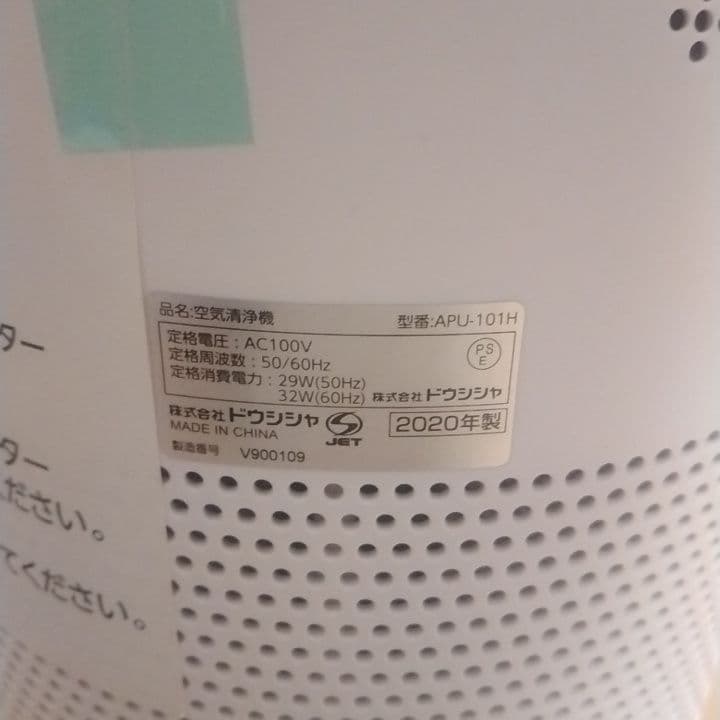 品名:空気清浄機 型番:APU-101H
定格電圧:AC100V
定格周波数:50/60Hz
定格消費電力:29W(50Hz)
32W(60Hz) 株式会社ドウシシャ
PS
E
株式会社ドウシシャ JET 2020年製
MADE IN CHINA
製造番号 V900109
ター
ター
ください。
てください。